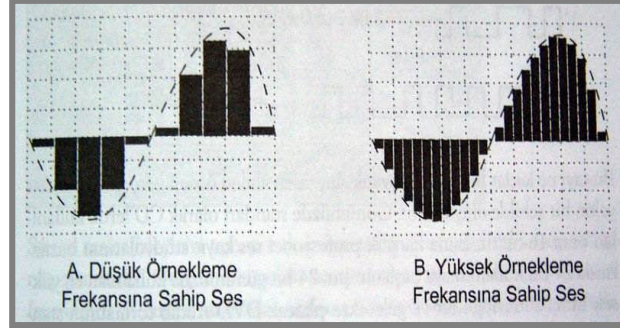 A. Düşük Örnekleme
Frekansına Sahip Ses
B. Yüksek Örnekleme
Frekansına Sahip Ses